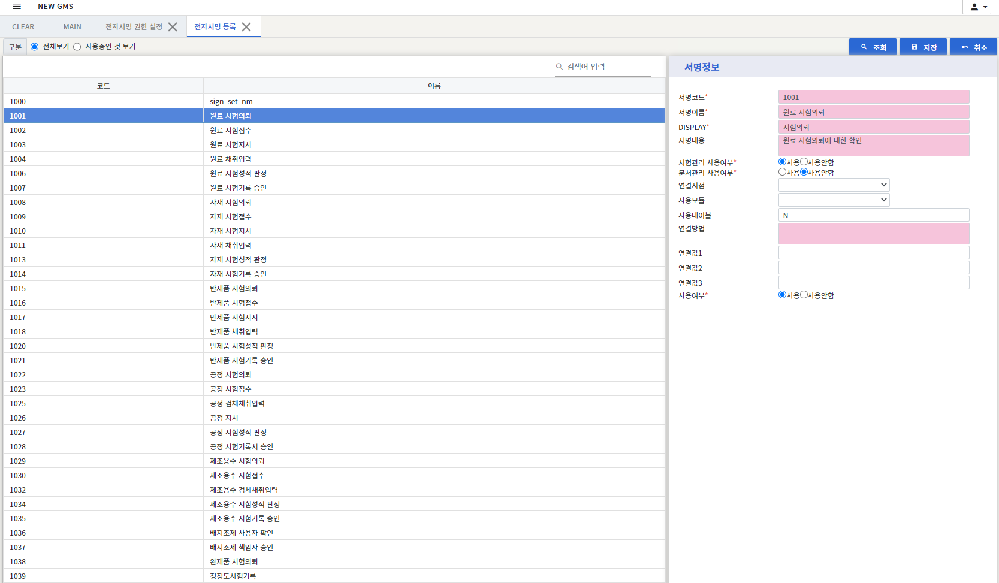 NEW GMS
CLEAR MAIN 전자서명 권한 설정 전자서명 등록
구분 전체보기 사용중인 것 보기 조회 저장 취소
검색어 입력
코드 이름
1000 sign_set_nm
1001 원료 시험의뢰
1002 원료 시험접수
1003 원료 시험지시
1004 원료 채취입력
1006 원료 시험성적 판정
1007 원료 시험기록 승인
1008 자재 시험의뢰
1009 자재 시험접수
1010 자재 시험지시
1011 자재 채취입력
1013 자재 시험성적 판정
1014 자재 시험기록 승인
1015 반제품 시험의뢰
1016 반제품 시험접수
1017 반제품 시험지시
1018 반제품 채취입력
1020 반제품 시험성적 판정
1021 반제품 시험기록 승인
1022 공정 시험의뢰
1023 공정 시험접수
1025 공정 검체채취입력
1026 공정 지시
1027 공정 시험성적 판정
1028 공정 시험기록서 승인
1029 제조용수 시험의뢰
1030 제조용수 시험접수
1032 제조용수 검체채취입력
1034 제조용수 시험성적 판정
1035 제조용수 시험기록 승인
1036 배지조제 사용자 확인
1037 배지조제 책임자 승인
1038 완제품 시험의뢰
1039 청정도시험기록
서명정보
서명코드* 1001
서명이름* 원료 시험의뢰
DISPLAY* 시험의뢰
서명내용 원료 시험의뢰에 대한 확인
시험관리 사용여부* 사용 사용안함
문서관리 사용여부* 사용 사용안함
연결시점
사용모듈
사용테이블 N
연결방법
연결값1
연결값2
연결값3
사용여부* 사용 사용안함